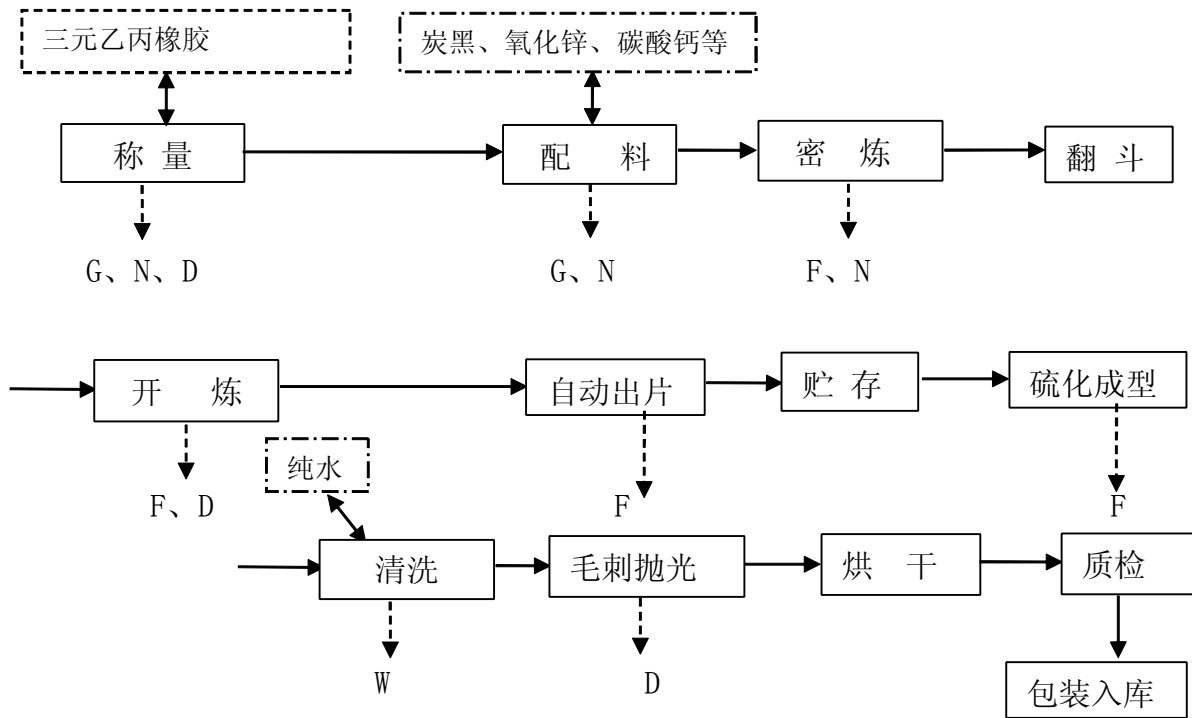 三元乙丙橡胶
炭黑、氧化锌、碳酸钙等
称 量
配 料
密 炼
翻 斗
G、N、D
G、N
F、N
开 炼
自动出片
贮 存
硫化成型
纯水
F、D
F
F
清洗
毛刺抛光
烘 干
质检
W
D
包装入库